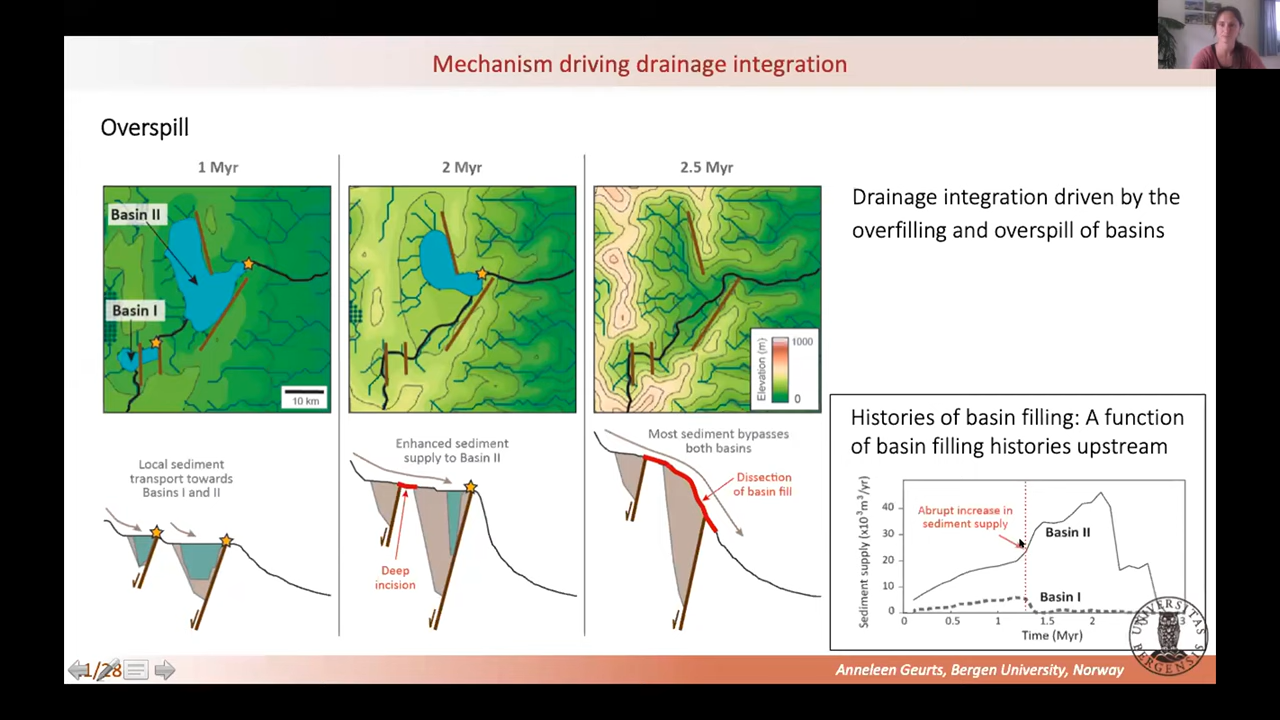 Mechanism driving drainage integration
Overspill
1 Myr
2 Myr
2.5 Myr
Basin II
Basin I
10 km
Elevation (m)
1000
0
Drainage integration driven by the
overfilling and overspill of basins
Local sediment
transport towards
Basins I and II
Enhanced sediment
supply to Basin II
Deep
incision
Most sediment bypasses
both basins
Dissection
of basin fill
Histories of basin filling: A function
of basin filling histories upstream
Sediment supply (x10³m³/yr)
40
30
20
10
0
Abrupt increase in
sediment supply
Basin II
Basin I
0
0.5
1
1.5
2
3
Time (Myr)
UNIVERSITAS
BERGENSIS
1/28
Anneleen Geurts, Bergen University, Norway